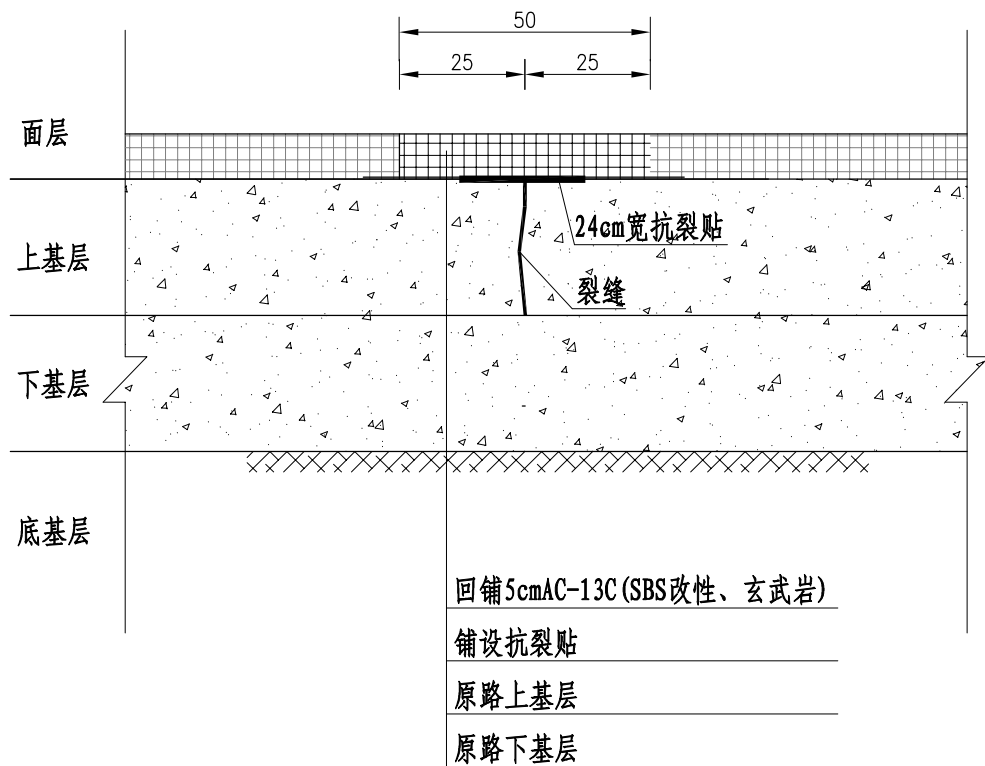 50
25 25
面层
24cm宽抗裂贴
上基层
裂缝
下基层
底基层
回铺5cmAC-13C(SBS改性、玄武岩)
铺设抗裂贴
原路上基层
原路下基层